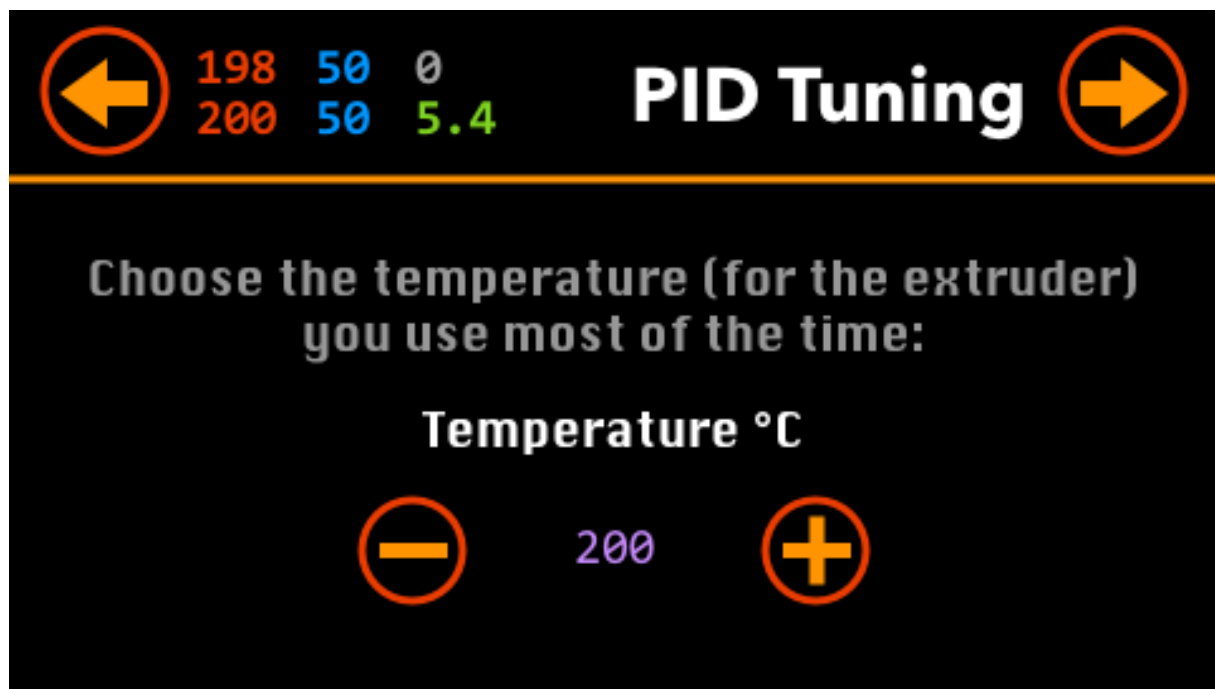 198 50 0
200 50 5.4
PID Tuning
Choose the temperature (for the extruder)
you use most of the time:
Temperature °C
200